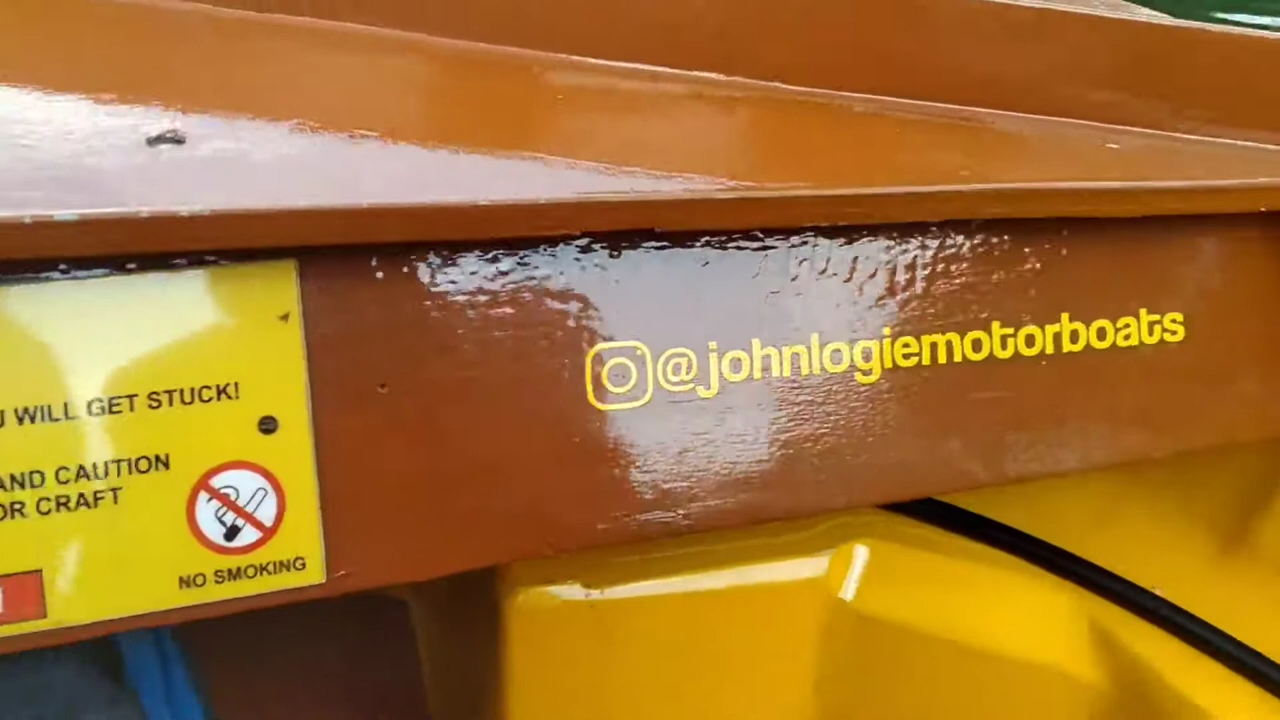 WILL GET STUCK!
AND CAUTION
OR CRAFT
NO SMOKING
@johnlogiemotorboats